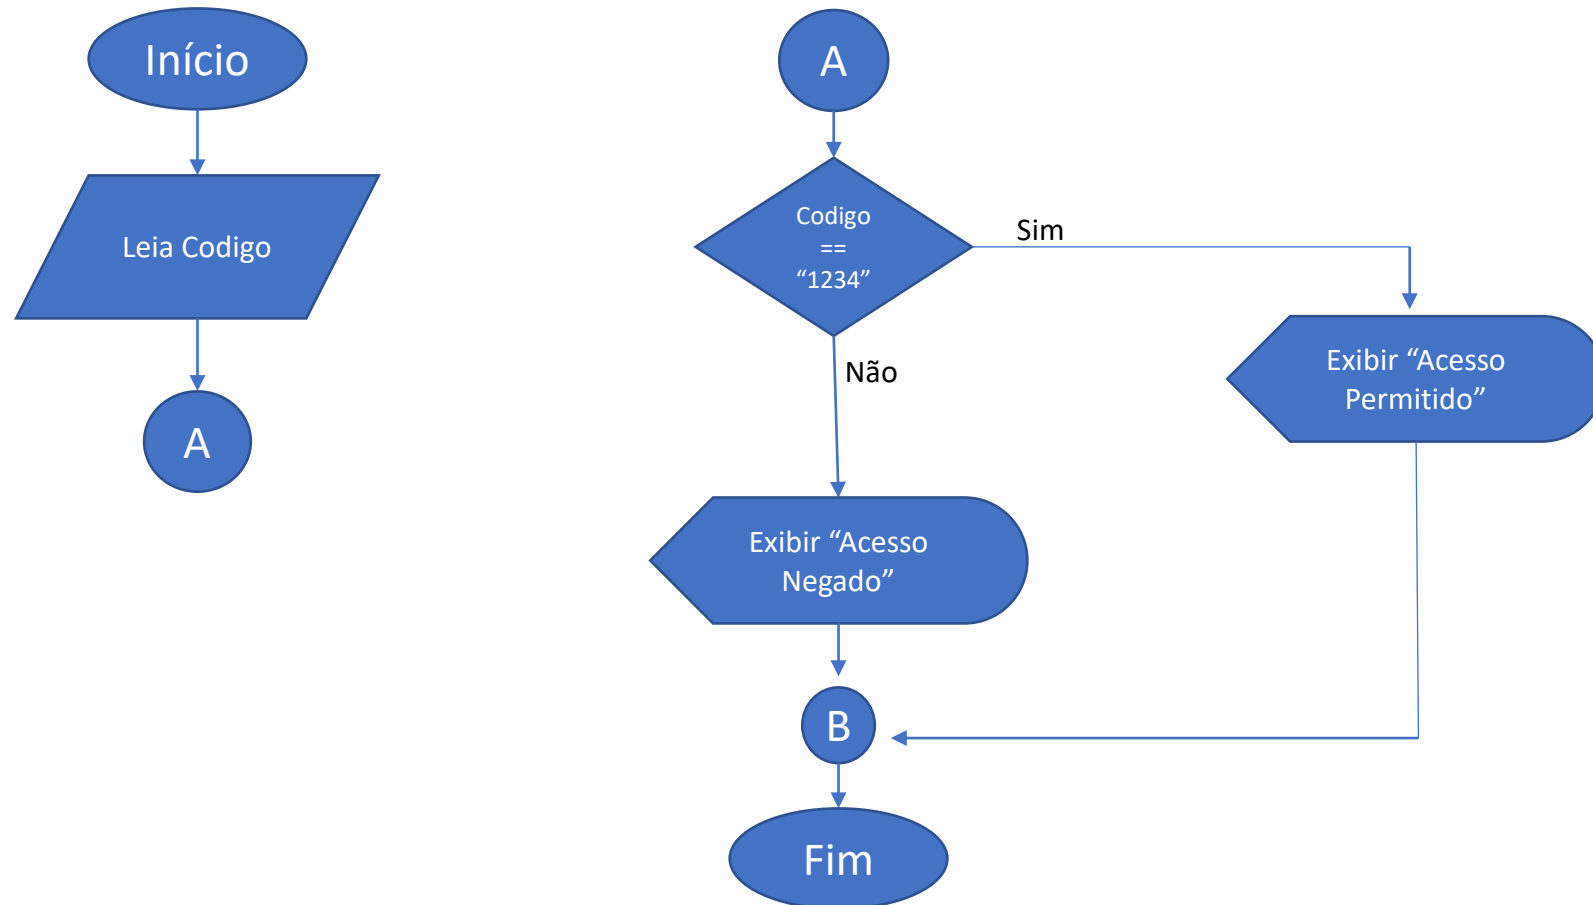 Início
Leia Codigo
A
A
Codigo
==
“1234”
Sim
Não
Exibir “Acesso
Permitido”
Exibir “Acesso
Negado”
B
Fim